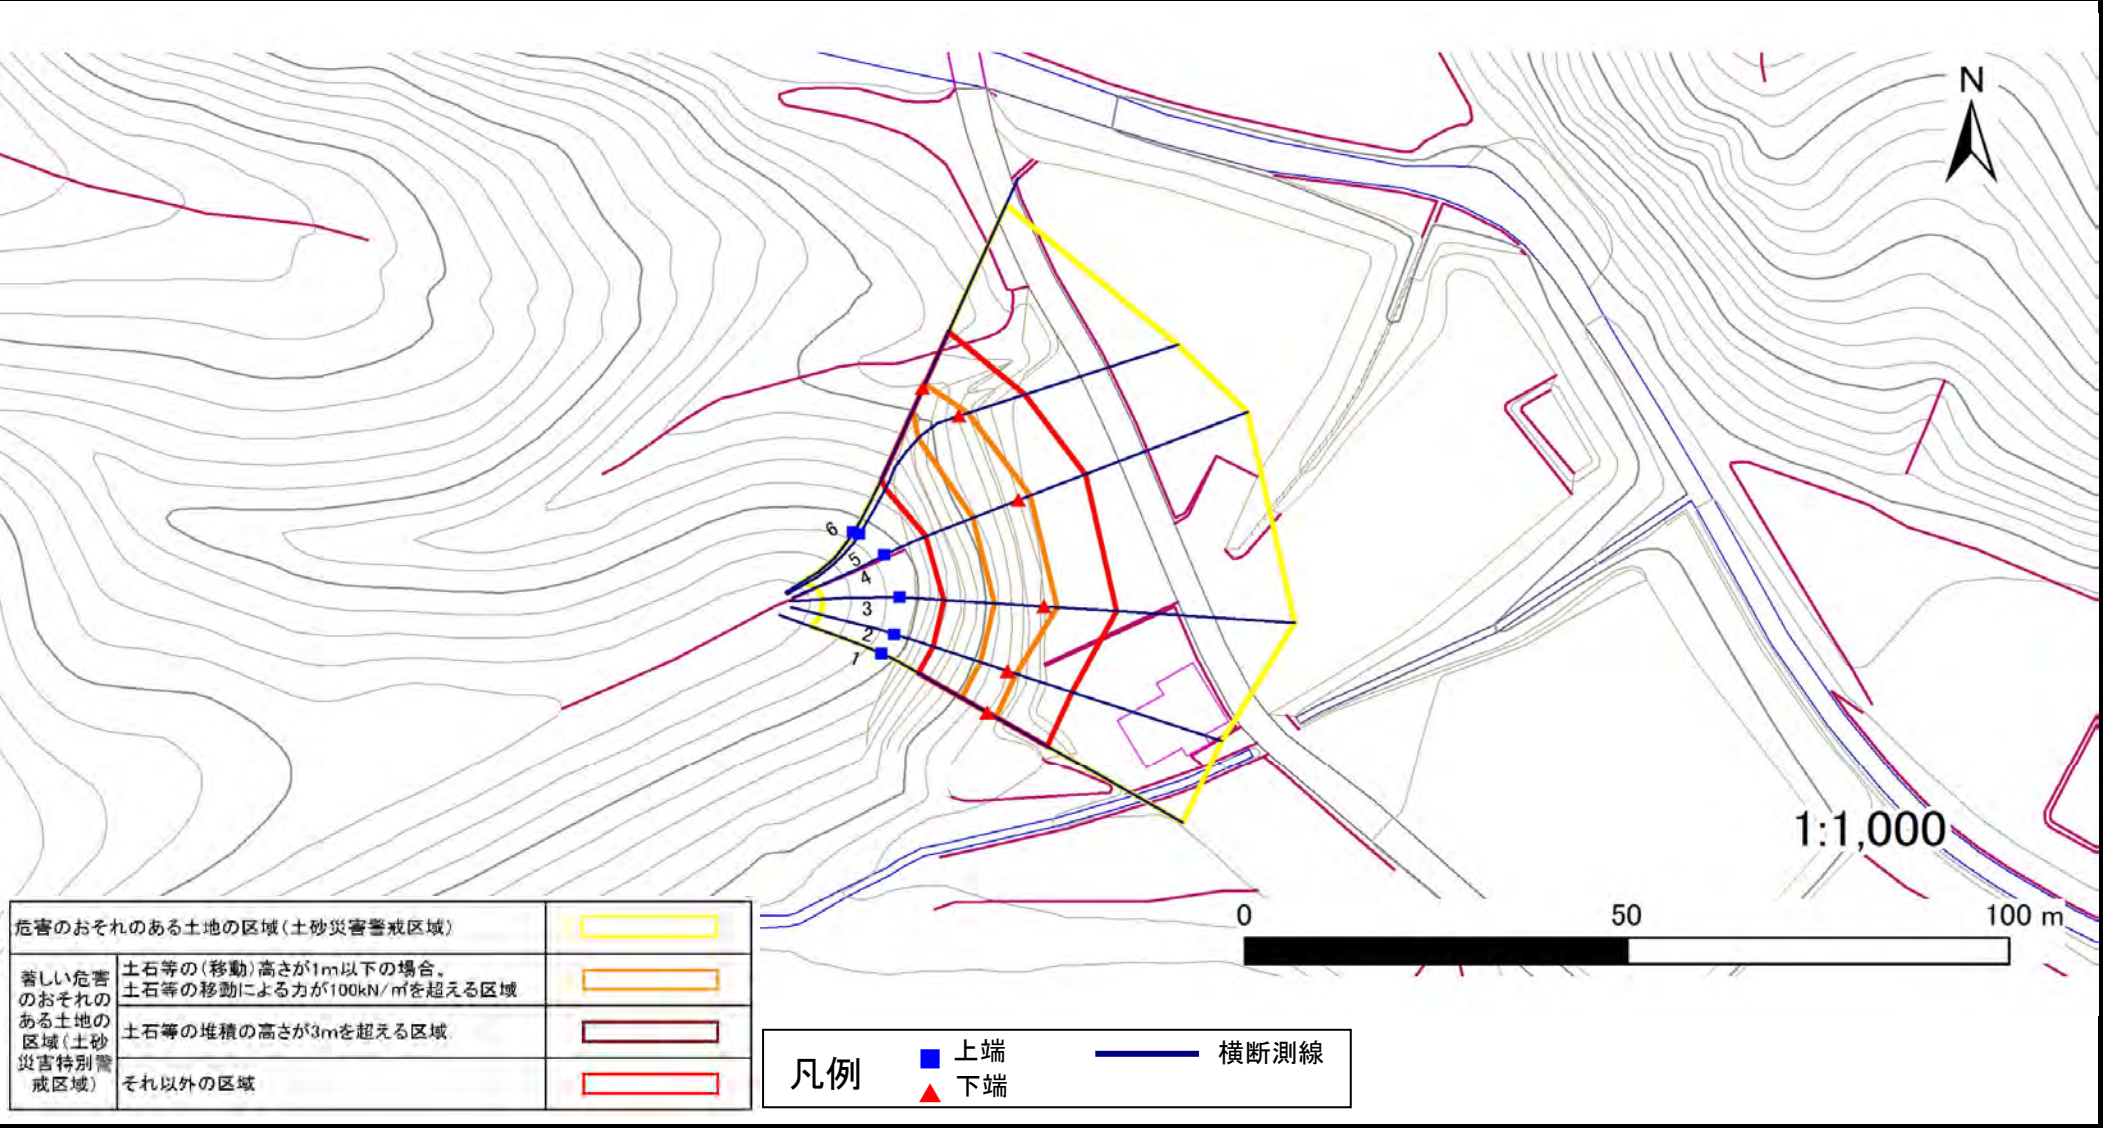 N
6
5
4
3
2
1
1:1,000
0 50 100 m
危害のおそれのある土地の区域(土砂災害警戒区域)
著しい危害
のおそれの
ある土地の
区域(土砂
災害特別警
戒区域)
土石等の(移動)高さが1m以下の場合、
土石等の移動による力が100kN/㎡を超える区域
土石等の堆積の高さが3mを超える区域
それ以外の区域
凡例
上端
下端
横断測線